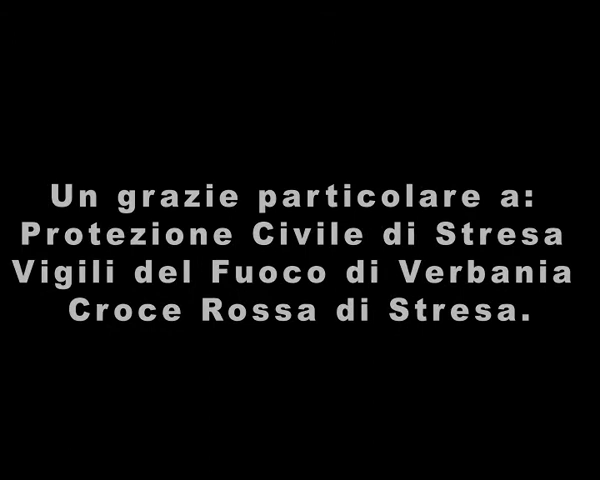 Un grazie particolare a:
Protezione Civile di Stresa
Vigili del Fuoco di Verbania
Croce Rossa di Stresa.